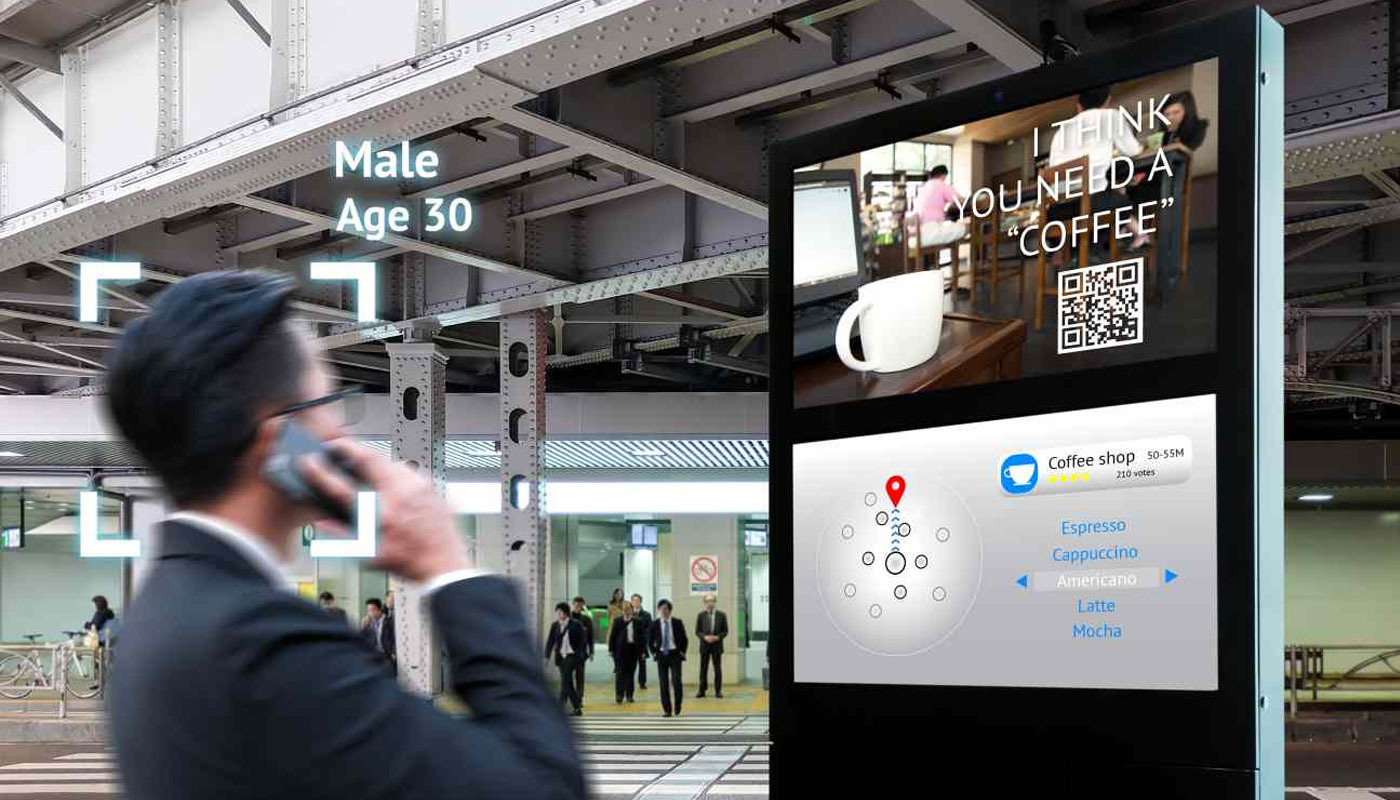 Male
Age 30
I THINK
YOU NEED A
“COFFEE”
Coffee shop 50-55M
210 votes
Espresso
Cappuccino
Americano
Latte
Mocha